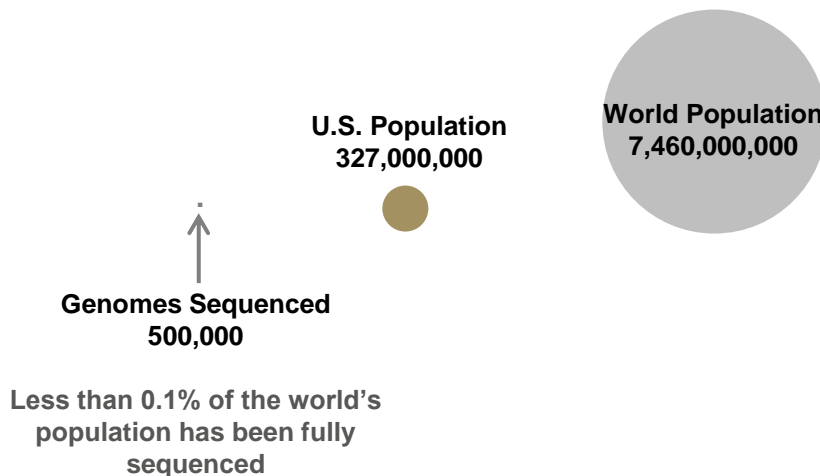 World Population
7,460,000,000
U.S. Population
327,000,000
Genomes Sequenced
500,000
Less than 0.1% of the world's
population has been fully
sequenced